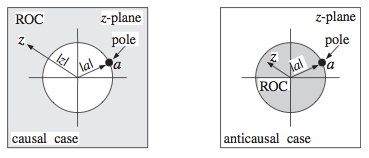 ROC
z-plane
pole
z
|z|
|a|
a
causal case
z-plane
pole
z
|a|
a
ROC
anticausal case